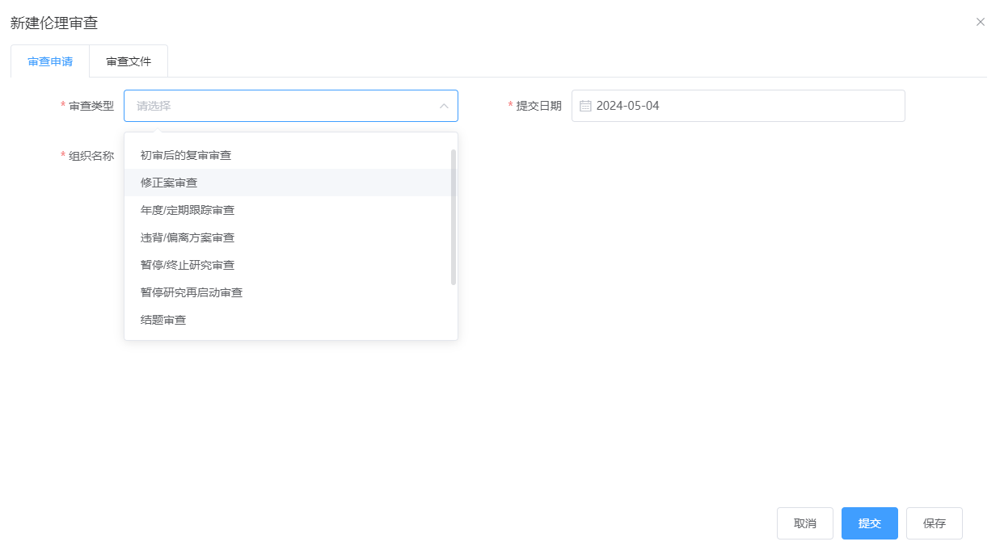 新建伦理审查
审查申请 审查文件
* 审查类型 请选择 * 提交日期 2024-05-04
* 组织名称
初审后的复审审查
修正案审查
年度/定期跟踪审查
违背/偏离方案审查
暂停/终止研究审查
暂停研究再启动审查
结题审查
取消 提交 保存